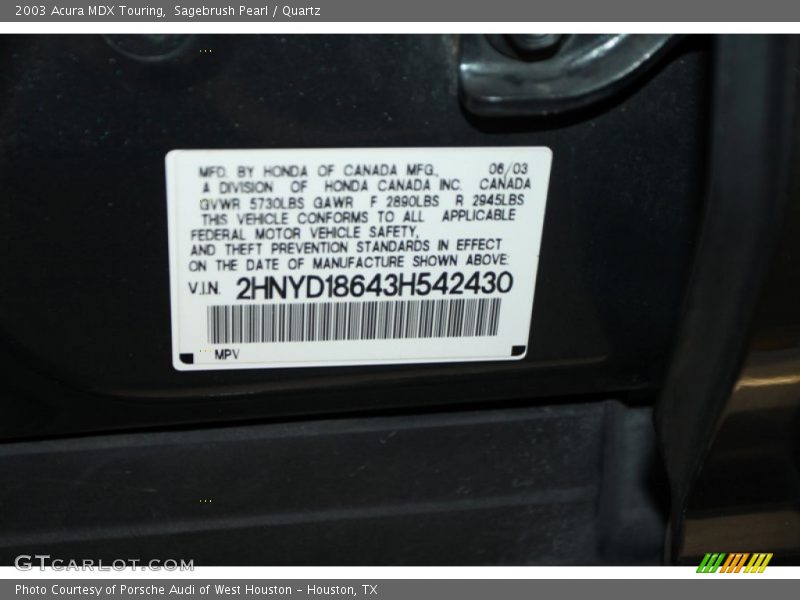 2003 Acura MDX Touring, Sagebrush Pearl / Quartz
MFD. BY HONDA OF CANADA MFG., 06/03
A DIVISION OF HONDA CANADA INC. CANADA
GVWR 5730LBS GAWR F 2890LBS R 2945LBS
THIS VEHICLE CONFORMS TO ALL APPLICABLE
FEDERAL MOTOR VEHICLE SAFETY,
AND THEFT PREVENTION STANDARDS IN EFFECT
ON THE DATE OF MANUFACTURE SHOWN ABOVE:
V.I.N. 2HNYD18643H542430
MPV
GTCARLOT.COM
Photo Courtesy of Porsche Audi of West Houston - Houston, TX